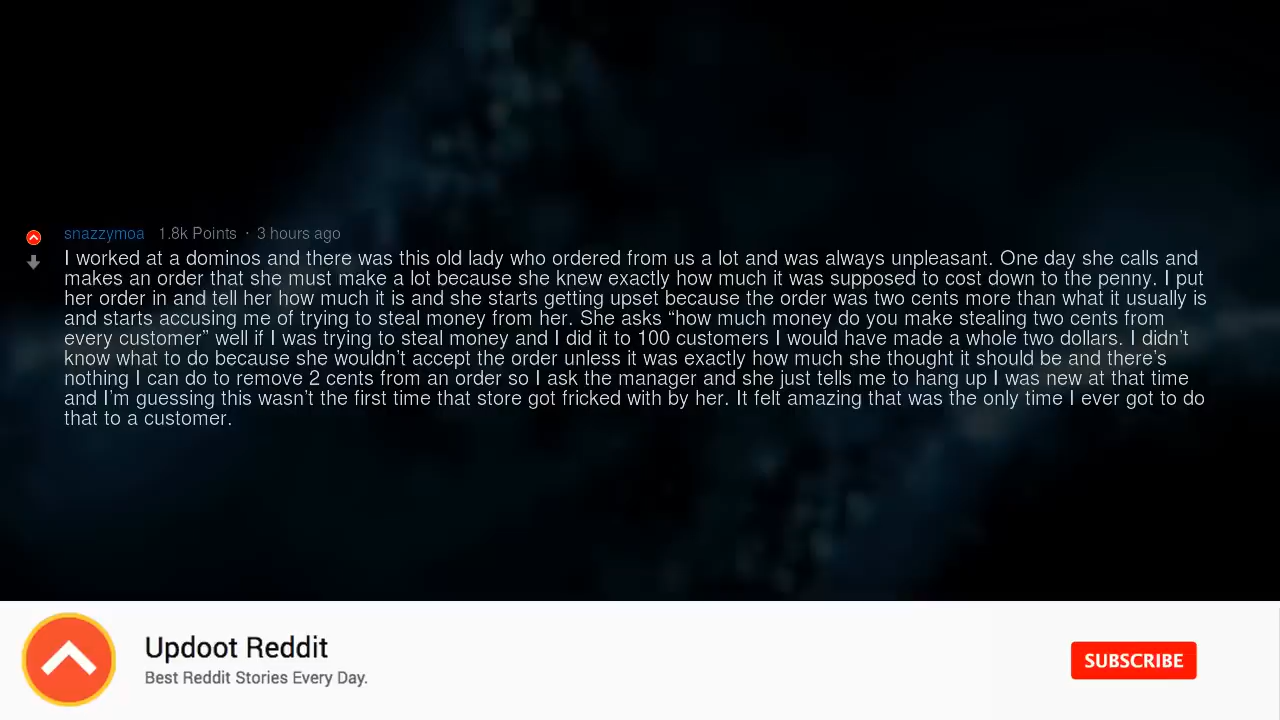 snazzymoa 1.8k Points · 3 hours ago
I worked at a dominos and there was this old lady who ordered from us a lot and was always unpleasant. One day she calls and
makes an order that she must make a lot because she knew exactly how much it was supposed to cost down to the penny. I put
her order in and tell her how much it is and she starts getting upset because the order was two cents more than what it usually is
and starts accusing me of trying to steal money from her. She asks “how much money do you make stealing two cents from
every customer” well if I was trying to steal money and I did it to 100 customers I would have made a whole two dollars. I didn’t
know what to do because she wouldn’t accept the order unless it was exactly how much she thought it should be and there’s
nothing I can do to remove 2 cents from an order so I ask the manager and she just tells me to hang up I was new at that time
and I’m guessing this wasn’t the first time that store got fricked with by her. It felt amazing that was the only time I ever got to do
that to a customer.
Updoot Reddit
Best Reddit Stories Every Day.
SUBSCRIBE